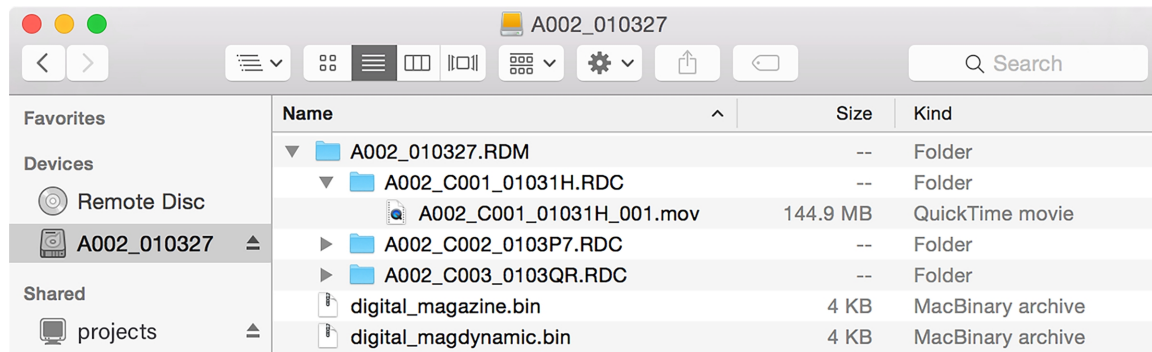 A002_010327
Search
Favorites
Devices
Remote Disc
A002_010327
Shared
projects
Name Size Kind
A002_010327.RDM -- Folder
A002_C001_01031H.RDC -- Folder
A002_C001_01031H_001.mov 144.9 MB QuickTime movie
A002_C002_0103P7.RDC -- Folder
A002_C003_0103QR.RDC -- Folder
digital_magazine.bin 4 KB MacBinary archive
digital_magdynamic.bin 4 KB MacBinary archive